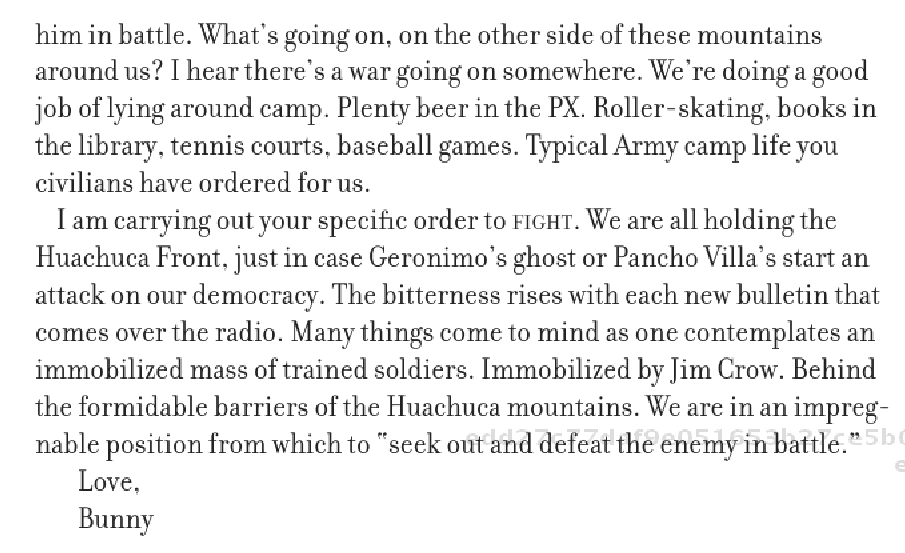 him in battle. What's going on, on the other side of these mountains
around us? I hear there's a war going on somewhere. We're doing a good
job of lying around camp. Plenty beer in the PX. Roller-skating, books in
the library, tennis courts, baseball games. Typical Army camp life you
civilians have ordered for us.
I am carrying out your specific order to FIGHT. We are all holding the
Huachuca Front, just in case Geronimo's ghost or Pancho Villa's start an
attack on our democracy. The bitterness rises with each new bulletin that
comes over the radio. Many things come to mind as one contemplates an
immobilized mass of trained soldiers. Immobilized by Jim Crow. Behind
the formidable barriers of the Huachuca mountains. We are in an impreg-
nable position from which to "seek out and defeat the enemy in battle."
Love,
Bunny